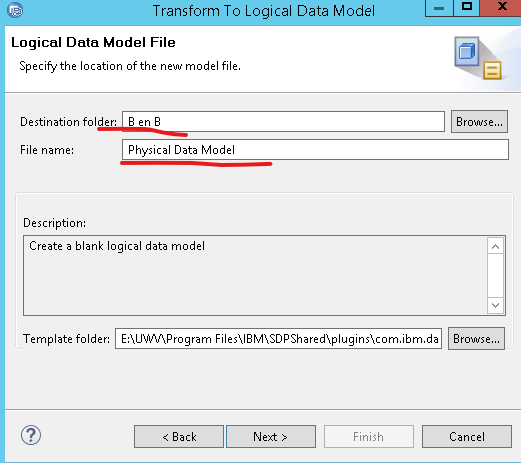 Transform To Logical Data Model
Logical Data Model File
Specify the location of the new model file.
Destination folder: B en B Browse...
File name: Physical Data Model
Description:
Create a blank logical data model
Template folder: E:\UWV\Program Files\IBM\SDPShared\plugins\com.ibm.da Browse...
< Back Next > Finish Cancel